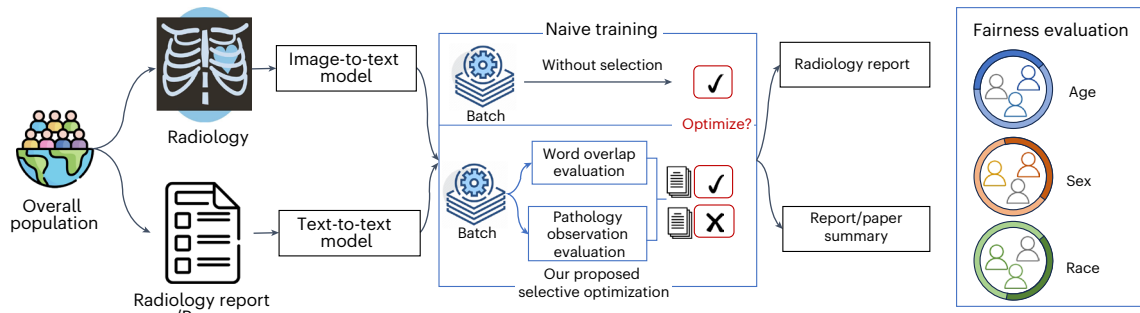 Overall
population
Radiology
Radiology report
Image-to-text
model
Text-to-text
model
Naive training
Without selection
Batch
Optimize?
Batch
Word overlap
evaluation
Pathology
observation
evaluation
Our proposed
selective optimization
Radiology report
Report/paper
summary
Fairness evaluation
Age
Sex
Race